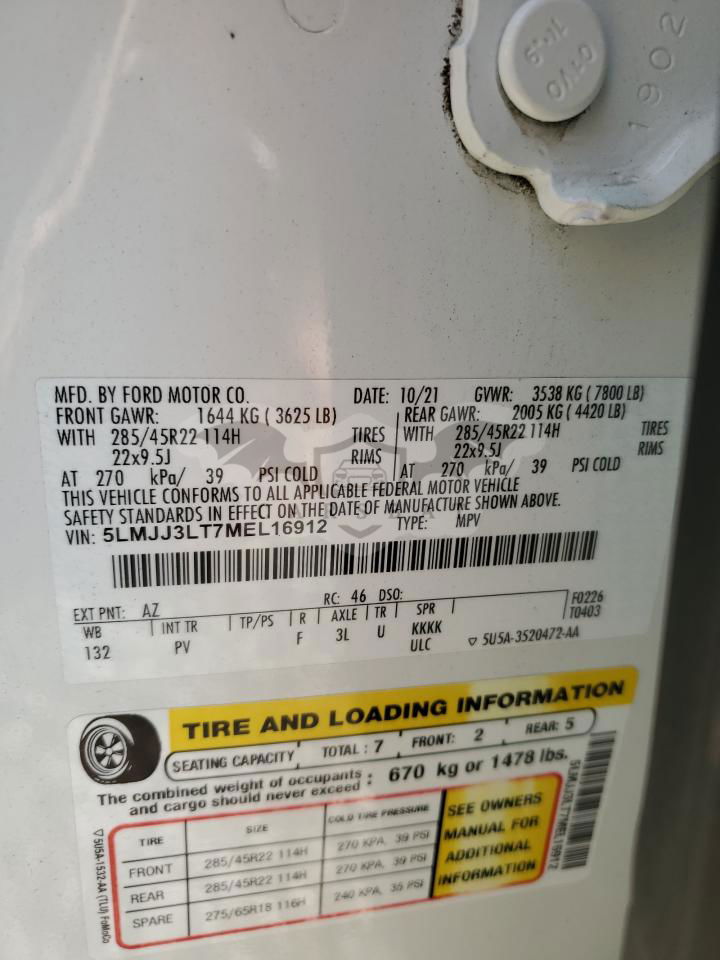 1902
MFD. BY FORD MOTOR CO. DATE: 10/21 GVWR: 3538 KG ( 7800 LB)
FRONT GAWR: 1644 KG ( 3625 LB) REAR GAWR: 2005 KG ( 4420 LB)
WITH 285/45R22 114H TIRES WITH 285/45R22 114H TIRES
22x9.5J RIMS 22x9.5J RIMS
AT 270 kPa/ 39 PSI COLD AT 270 kPa/ 39 PSI COLD
THIS VEHICLE CONFORMS TO ALL APPLICABLE FEDERAL MOTOR VEHICLE
SAFETY STANDARDS IN EFFECT ON THE DATE OF MANUFACTURE SHOWN ABOVE.
VIN: 5LMJJ3LT7MEL16912 TYPE: MPV
EXT PNT: AZ RC: 46 DSO: F0226
WB INT TR TP/PS R AXLE TR SPR T0403
132 PV F 3L U KKKK
ULC 5U5A-3520472-AA
TIRE AND LOADING INFORMATION
SEATING CAPACITY TOTAL : 7 FRONT: 2 REAR: 5
The combined weight of occupants and cargo should never exceed : 670 kg or 1478 lbs.
TIRE SIZE COLD TIRE PRESSURE
FRONT 285/45R22 114H 270 KPA, 39 PSI
REAR 285/45R22 114H 270 KPA, 39 PSI
SPARE 275/65R18 116H 240 KPA, 35 PSI
SEE OWNERS
MANUAL FOR
ADDITIONAL
INFORMATION
5U5A-1532-AA (TLU) FoMoCo
5LMJJ3LT7MEL16912